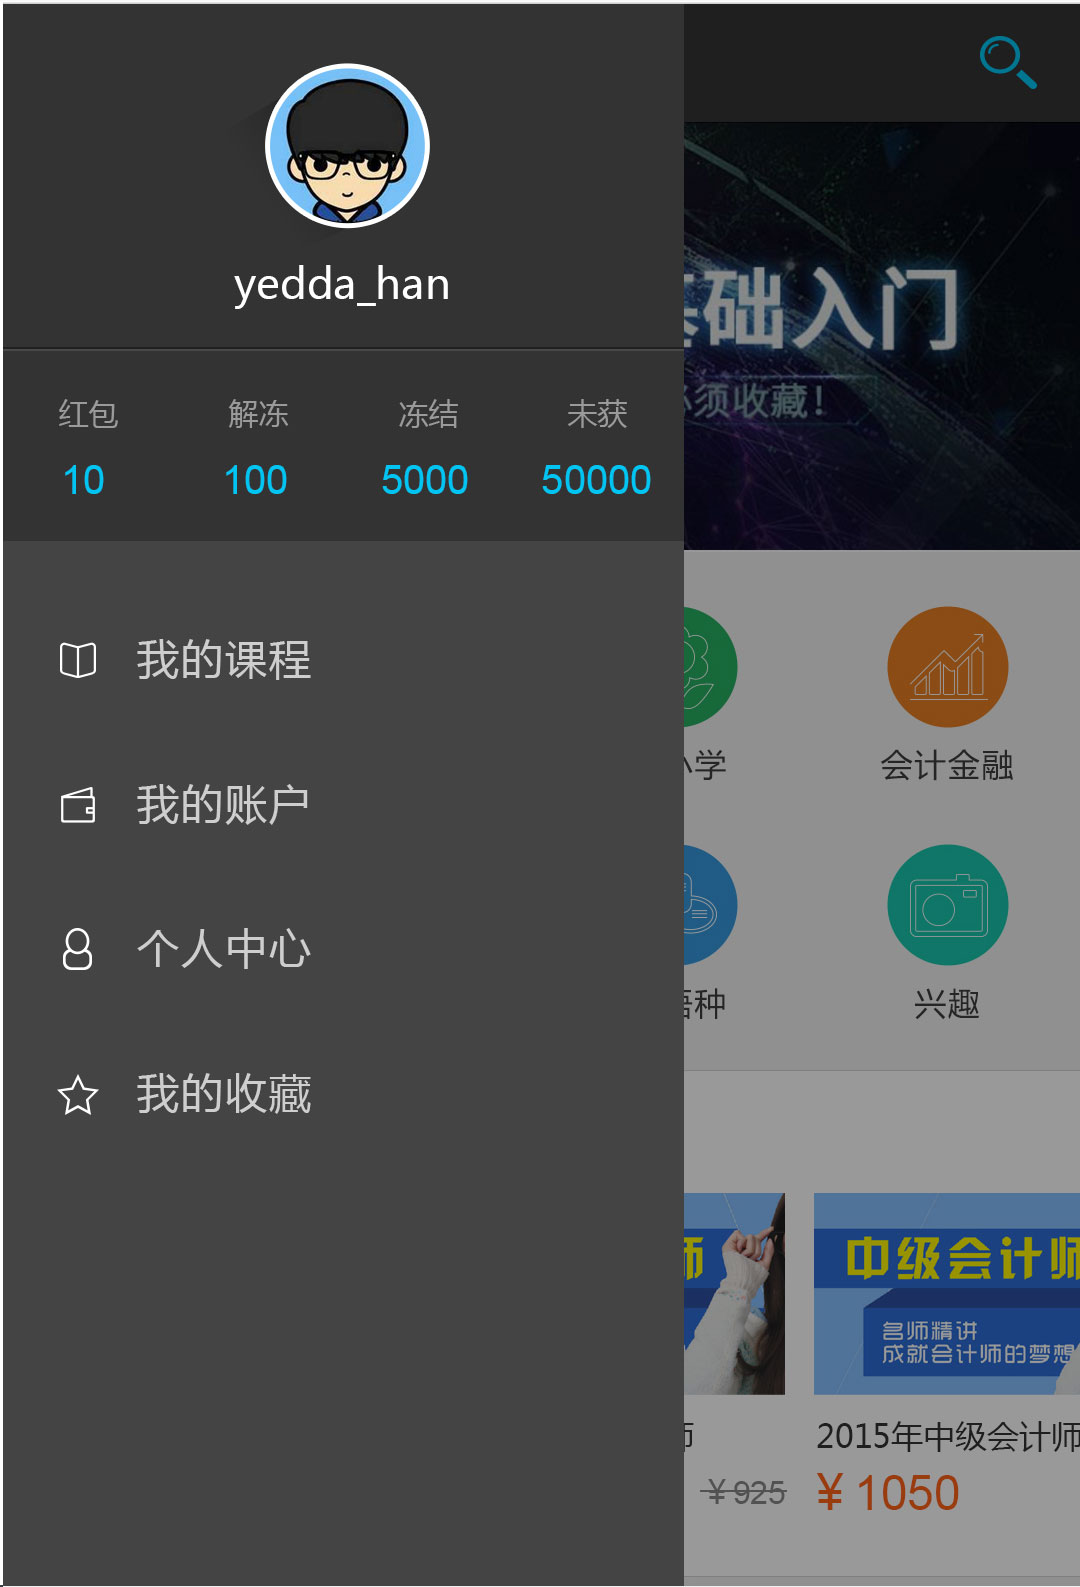 yedda_han
红包 解冻 冻结 未获
10 100 5000 50000
我的课程
我的账户
个人中心
我的收藏
础入门
须收藏!
学 会计金融
种 兴趣
师 中级会计师
名师精讲
成就会计师的梦想
师 2015年中级会计师
¥925 ¥1050